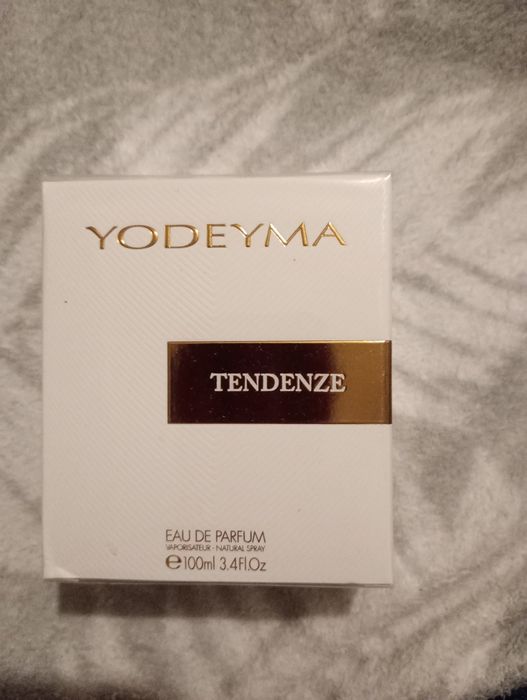 YODEYMA
TENDENZE
EAU DE PARFUM
VAPORISATEUR - NATURAL SPRAY
℮100ml 3.4Fl.Oz